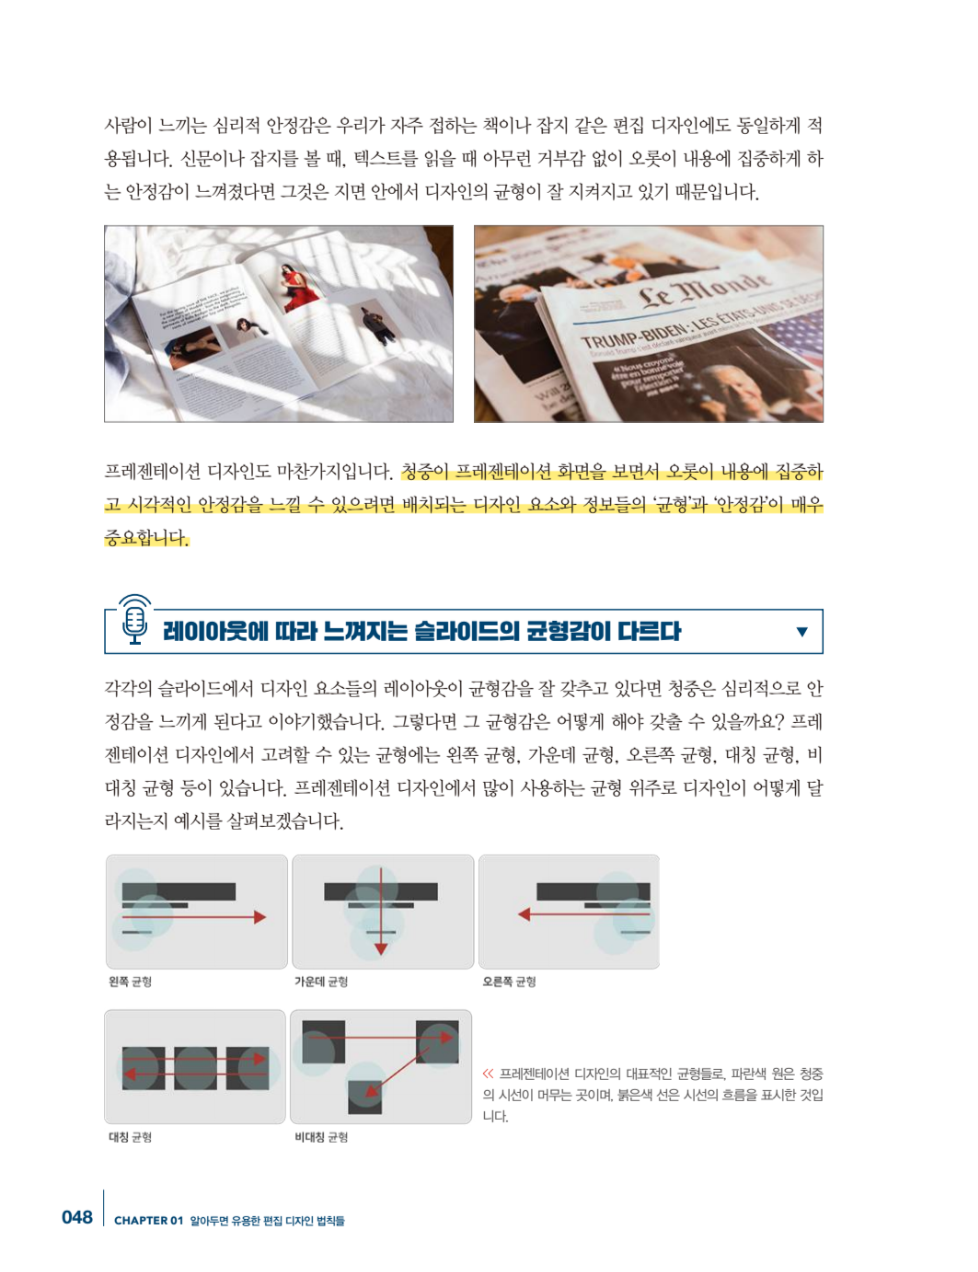 사람이 느끼는 심리적 안정감은 우리가 자주 접하는 책이나 잡지 같은 편집 디자인에도 동일하게 적
용됩니다. 신문이나 잡지를 볼 때, 텍스트를 읽을 때 아무런 거부감 없이 오롯이 내용에 집중하게 하
는 안정감이 느껴졌다면 그것은 지면 안에서 디자인의 균형이 잘 지켜지고 있기 때문입니다.
Le Monde
TRUMP-BIDEN : LES ÉTATS-UNIS
« Nous croyons
être en bonne voie
pour remporter
l'élection »
프레젠테이션 디자인도 마찬가지입니다. 청중이 프레젠테이션 화면을 보면서 오롯이 내용에 집중하
고 시각적인 안정감을 느낄 수 있으려면 배치되는 디자인 요소와 정보들의 ‘균형’과 ‘안정감’이 매우
중요합니다.
레이아웃에 따라 느껴지는 슬라이드의 균형감이 다르다
각각의 슬라이드에서 디자인 요소들의 레이아웃이 균형감을 잘 갖추고 있다면 청중은 심리적으로 안
정감을 느끼게 된다고 이야기했습니다. 그렇다면 그 균형감은 어떻게 해야 갖출 수 있을까요? 프레
젠테이션 디자인에서 고려할 수 있는 균형에는 왼쪽 균형, 가운데 균형, 오른쪽 균형, 대칭 균형, 비
대칭 균형 등이 있습니다. 프레젠테이션 디자인에서 많이 사용하는 균형 위주로 디자인이 어떻게 달
라지는지 예시를 살펴보겠습니다.
왼쪽 균형
가운데 균형
오른쪽 균형
대칭 균형
비대칭 균형
« 프레젠테이션 디자인의 대표적인 균형들로, 파란색 원은 청중
의 시선이 머무는 곳이며, 붉은색 선은 시선의 흐름을 표시한 것입
니다.
048
CHAPTER 01 알아두면 유용한 편집 디자인 법칙들